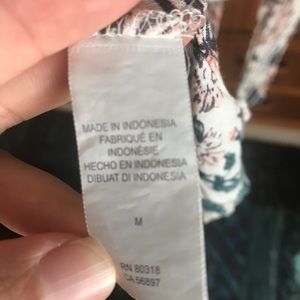 MADE IN INDONESIA
FABRIQUÉ EN
INDONÉSIE
HECHO EN INDONESIA
DIBUAT DI INDONESIA
M
RN 80318
CA 56897